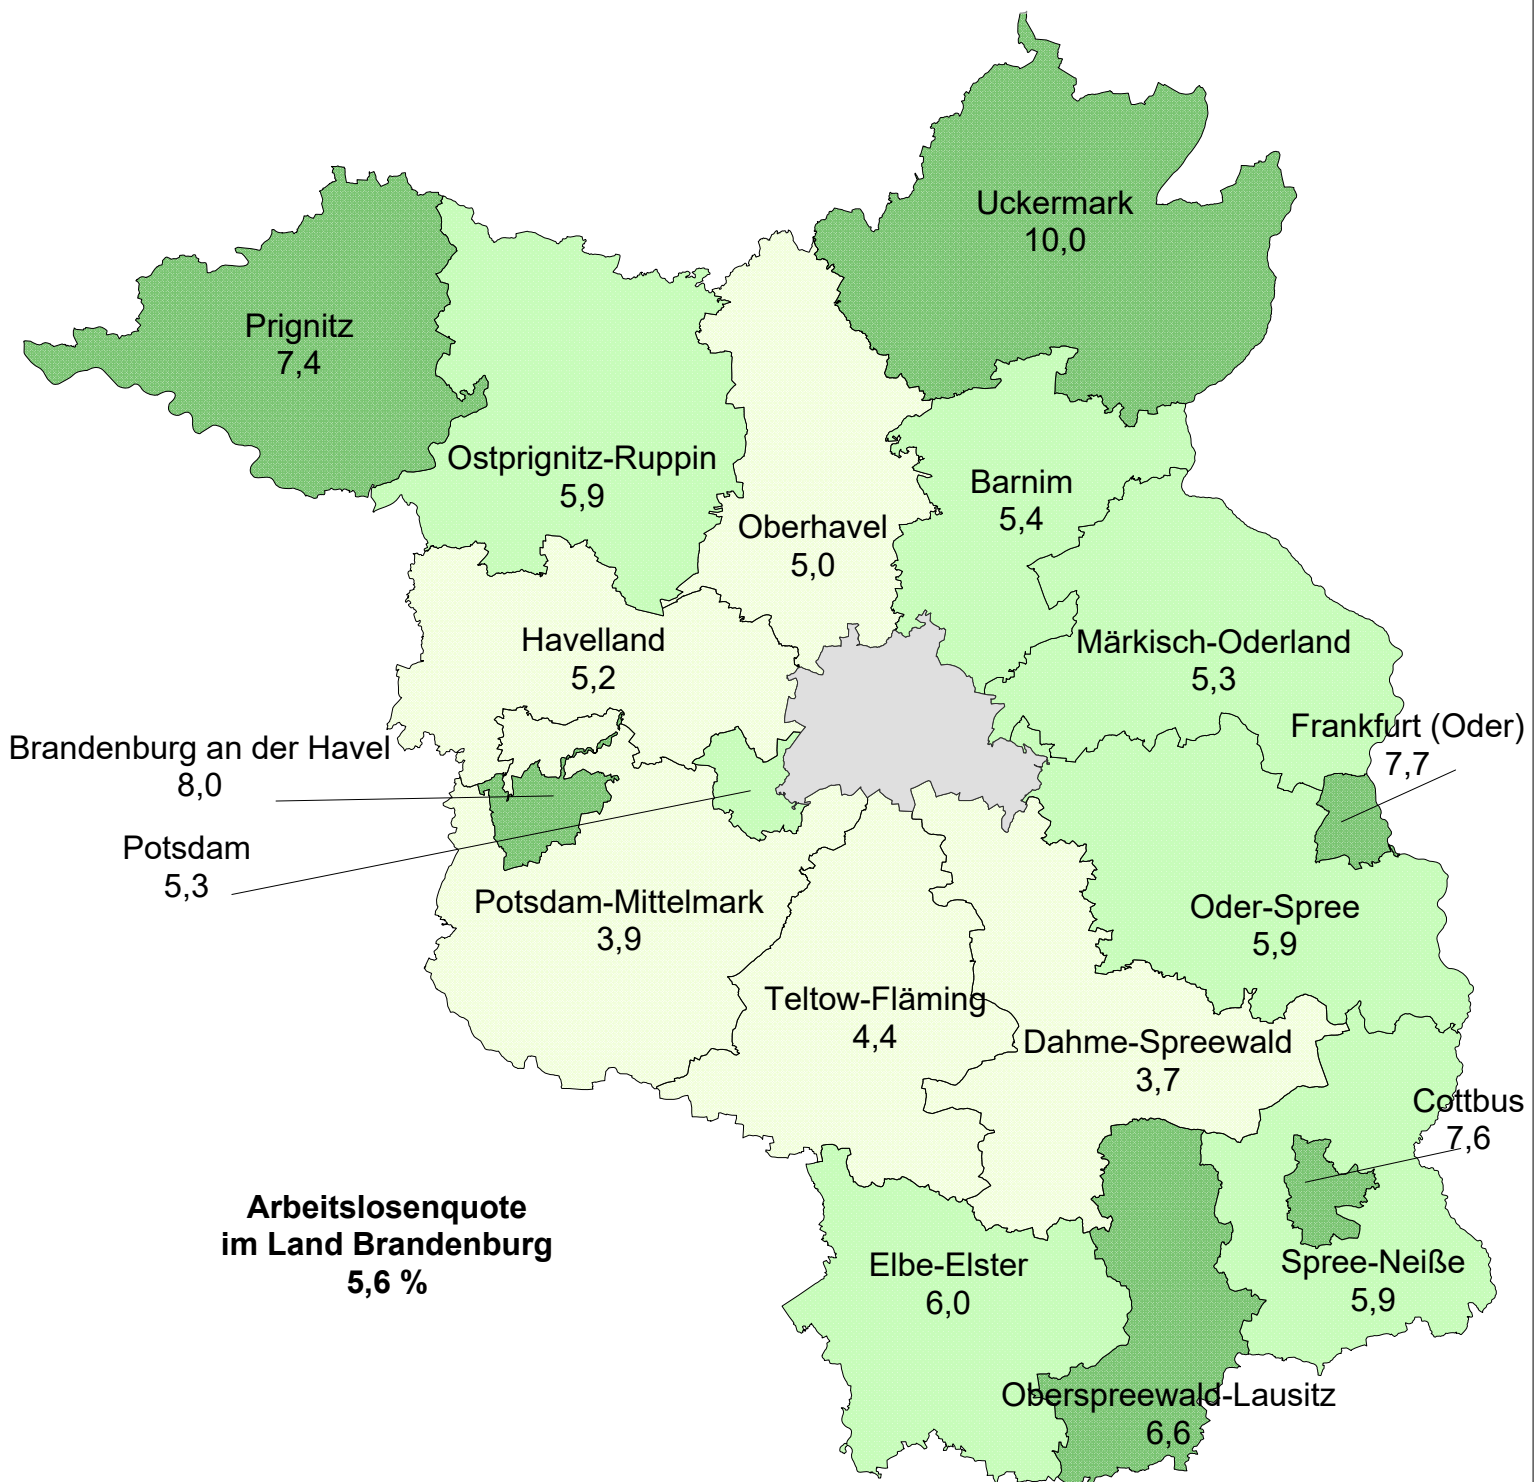 Uckermark
10,0
Prignitz
7,4
Ostprignitz-Ruppin
5,9
Barnim
5,4
Oberhavel
5,0
Havelland
5,2
Märkisch-Oderland
5,3
Frankfurt (Oder)
7,7
Brandenburg an der Havel
8,0
Potsdam
5,3
Potsdam-Mittelmark
3,9
Oder-Spree
5,9
Teltow-Fläming
4,4
Dahme-Spreewald
3,7
Cottbus
7,6
Arbeitslosenquote
im Land Brandenburg
5,6 %
Elbe-Elster
6,0
Spree-Neiße
5,9
Oberspreewald-Lausitz
6,6